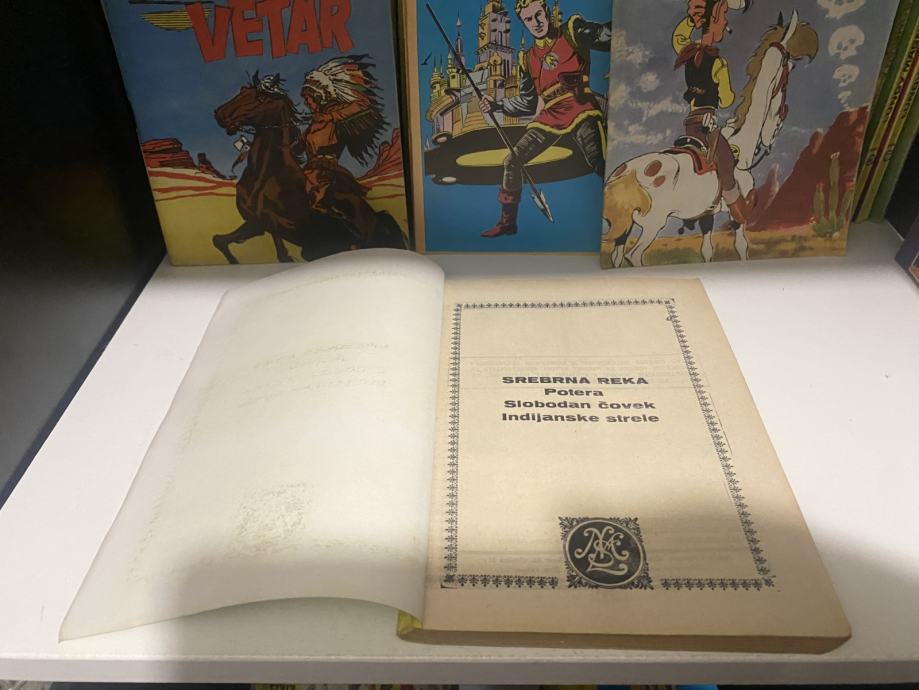 VETAR
SREBRNA REKA
Potera
Slobodan čovek
Indijanske strele